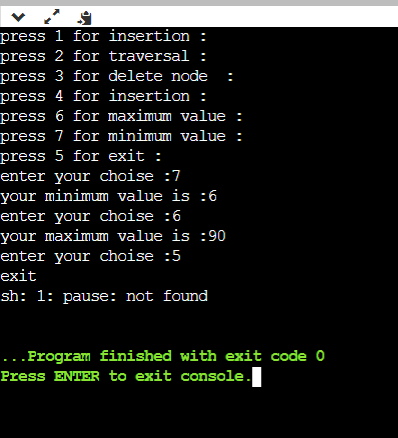 press 1 for insertion :
press 2 for traversal :
press 3 for delete node  :
press 4 for insertion :
press 6 for maximum value :
press 7 for minimum value :
press 5 for exit :
enter your choise :7
your minimum value is :6
enter your choise :6
your maximum value is :90
enter your choise :5
exit
sh: 1: pause: not found
...Program finished with exit code 0
Press ENTER to exit console.